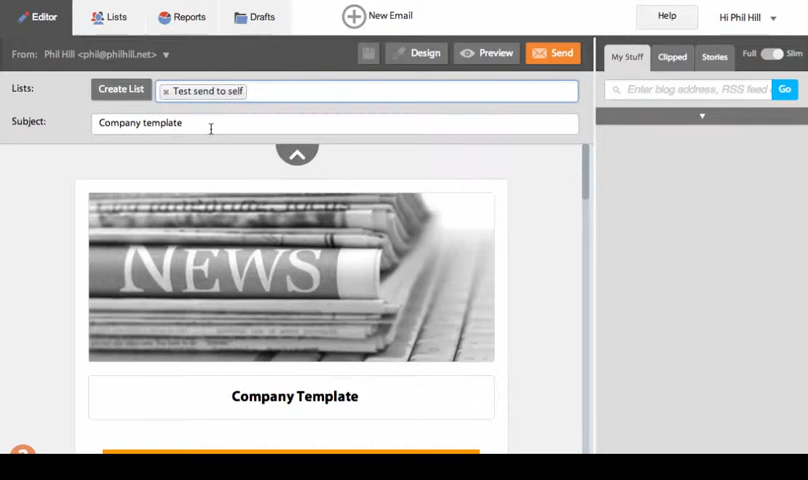 Editor Lists Reports Drafts New Email Help Hi Phil Hill
From: Phil Hill <phil@philhill.net> Design Preview Send My Stuff Clipped Stories Full Slim
Lists: Create List × Test send to self Enter blog address, RSS feed Go
Subject: Company template
NEWS
Company Template